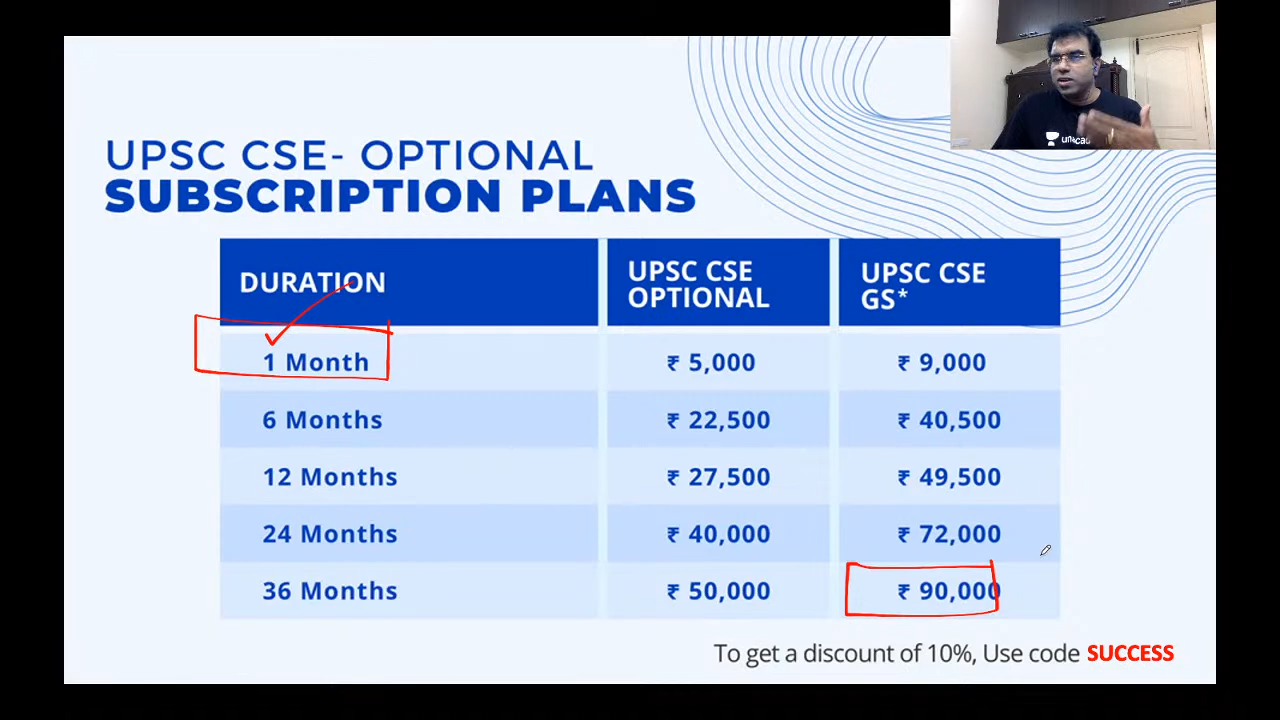 UPSC CSE- OPTIONAL
SUBSCRIPTION PLANS
DURATION
UPSC CSE
OPTIONAL
UPSC CSE
GS*
1 Month
₹ 5,000
₹ 9,000
6 Months
₹ 22,500
₹ 40,500
12 Months
₹ 27,500
₹ 49,500
24 Months
₹ 40,000
₹ 72,000
36 Months
₹ 50,000
₹ 90,000
To get a discount of 10%, Use code SUCCESS